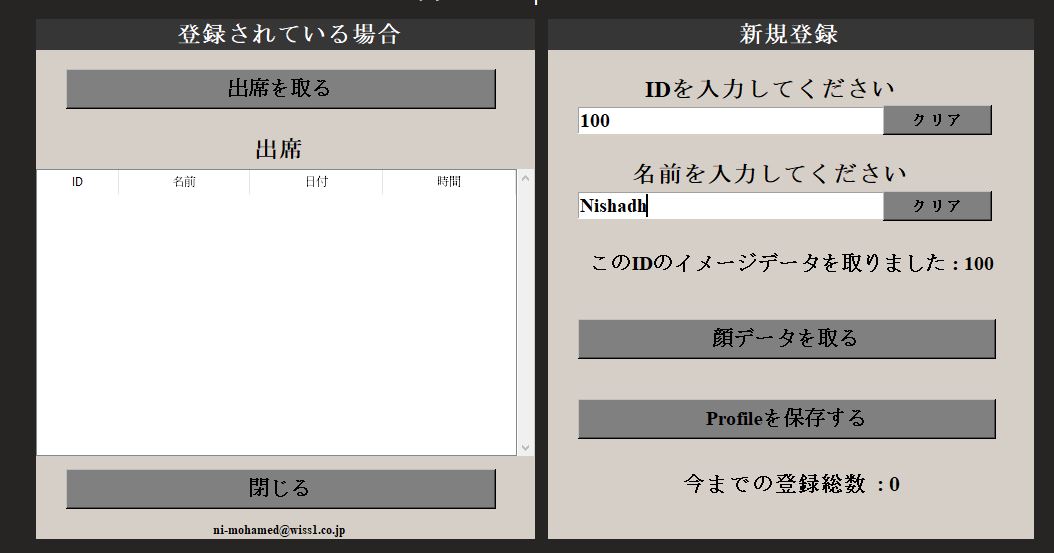 登録されている場合
出席を取る
出席
ID 名前 日付 時間
閉じる
ni-mohamed@wiss1.co.jp
新規登録
IDを入力してください
100 クリア
名前を入力してください
Nishadh クリア
このIDのイメージデータを取りました : 100
顔データを取る
Profileを保存する
今までの登録総数 : 0